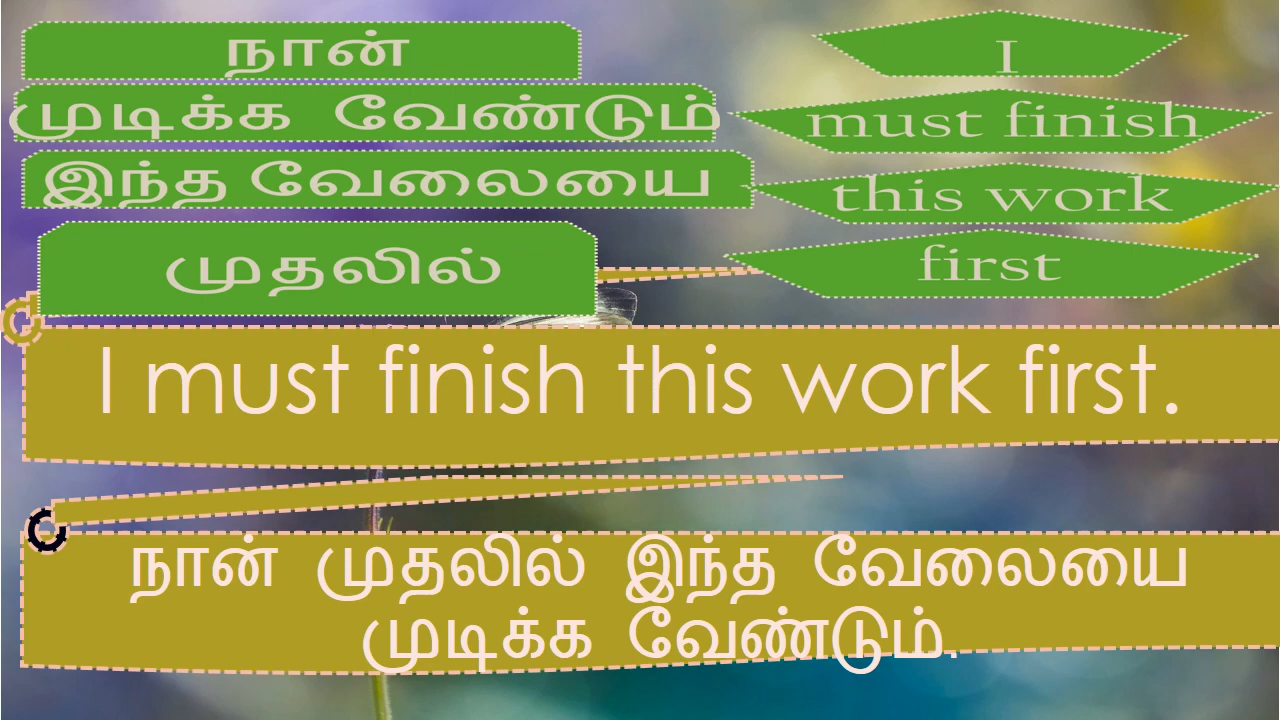 நான்
I
முடிக்க வேண்டும்
must finish
இந்த வேலையை
this work
முதலில்
first
I must finish this work first.
நான் முதலில் இந்த வேலையை
முடிக்க வேண்டும்.